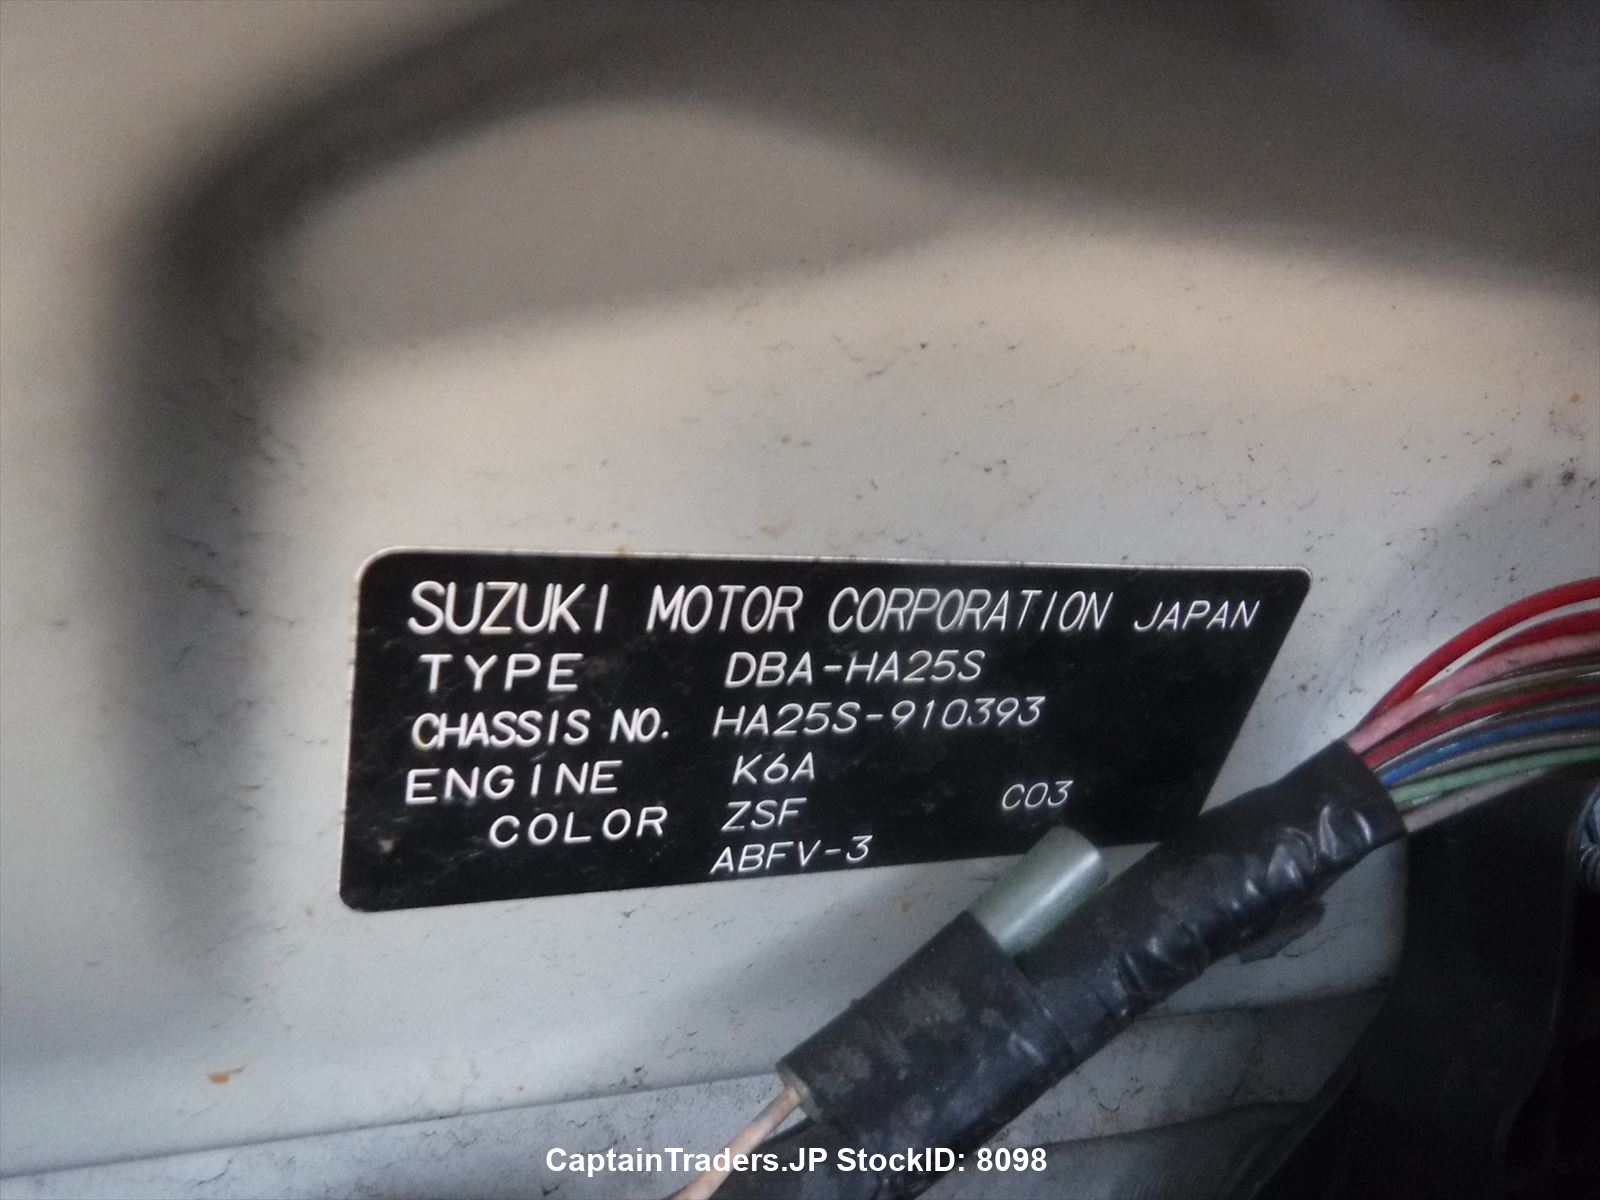 SUZUKI MOTOR CORPORATION JAPAN
TYPE DBA-HA25S
CHASSIS NO. HA25S-910393
ENGINE K6A
COLOR ZSF C03
ABFV-3
CaptainTraders.JP StockID: 8098